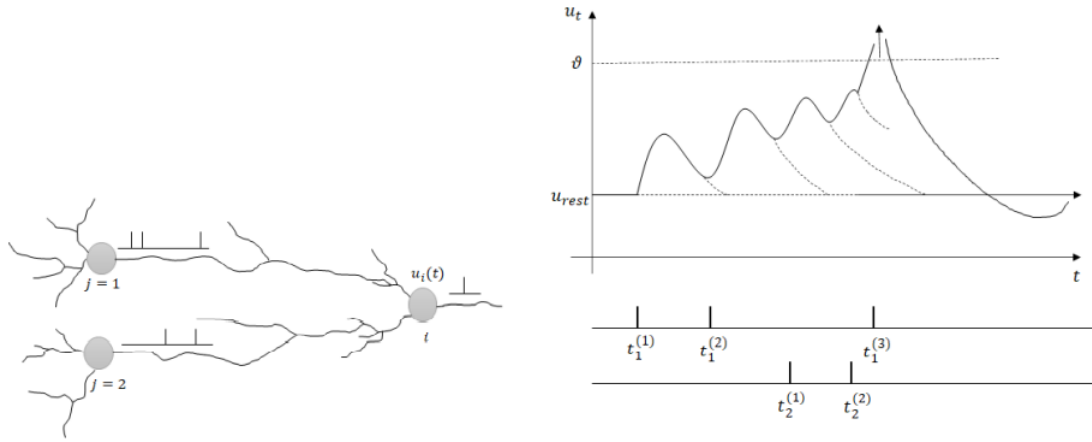 j = 1
j = 2
u_i(t)
i
u_t
ϑ
u_rest
t
t_1^(1)
t_1^(2)
t_1^(3)
t_2^(1)
t_2^(2)